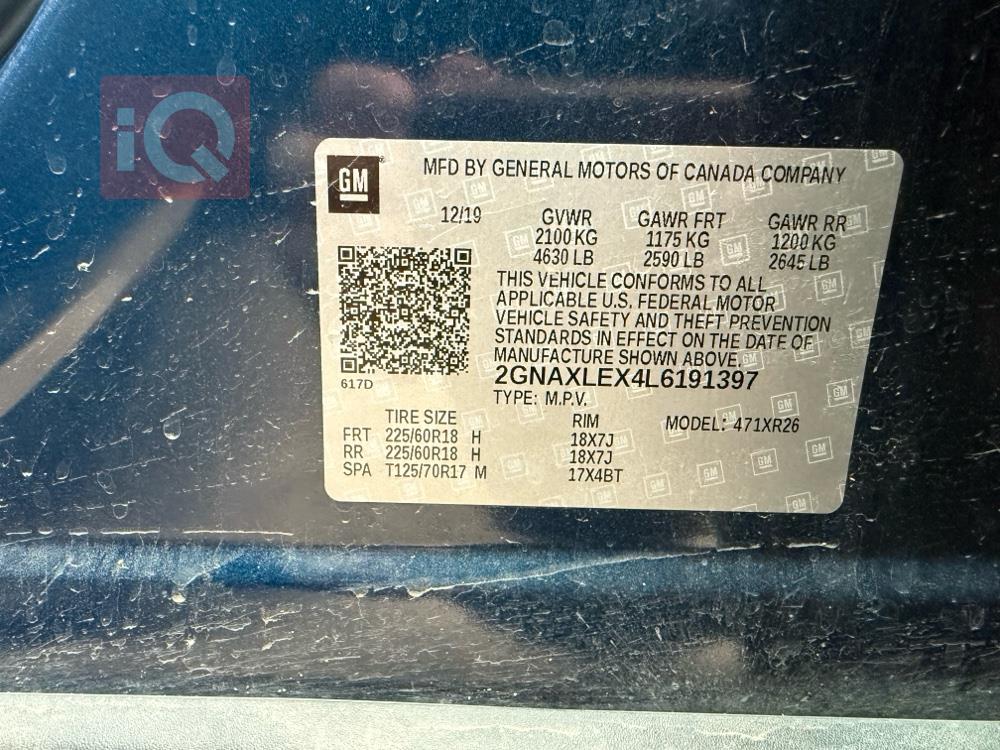 iQ
GM
MFD BY GENERAL MOTORS OF CANADA COMPANY
12/19 GVWR GAWR FRT GAWR RR
2100 KG 1175 KG 1200 KG
4630 LB 2590 LB 2645 LB
THIS VEHICLE CONFORMS TO ALL
APPLICABLE U.S. FEDERAL MOTOR
VEHICLE SAFETY AND THEFT PREVENTION
STANDARDS IN EFFECT ON THE DATE OF
MANUFACTURE SHOWN ABOVE.
617D
2GNAXLEX4L6191397
TYPE: M.P.V.
TIRE SIZE RIM MODEL: 471XR26
FRT 225/60R18 H 18X7J
RR 225/60R18 H 18X7J
SPA T125/70R17 M 17X4BT